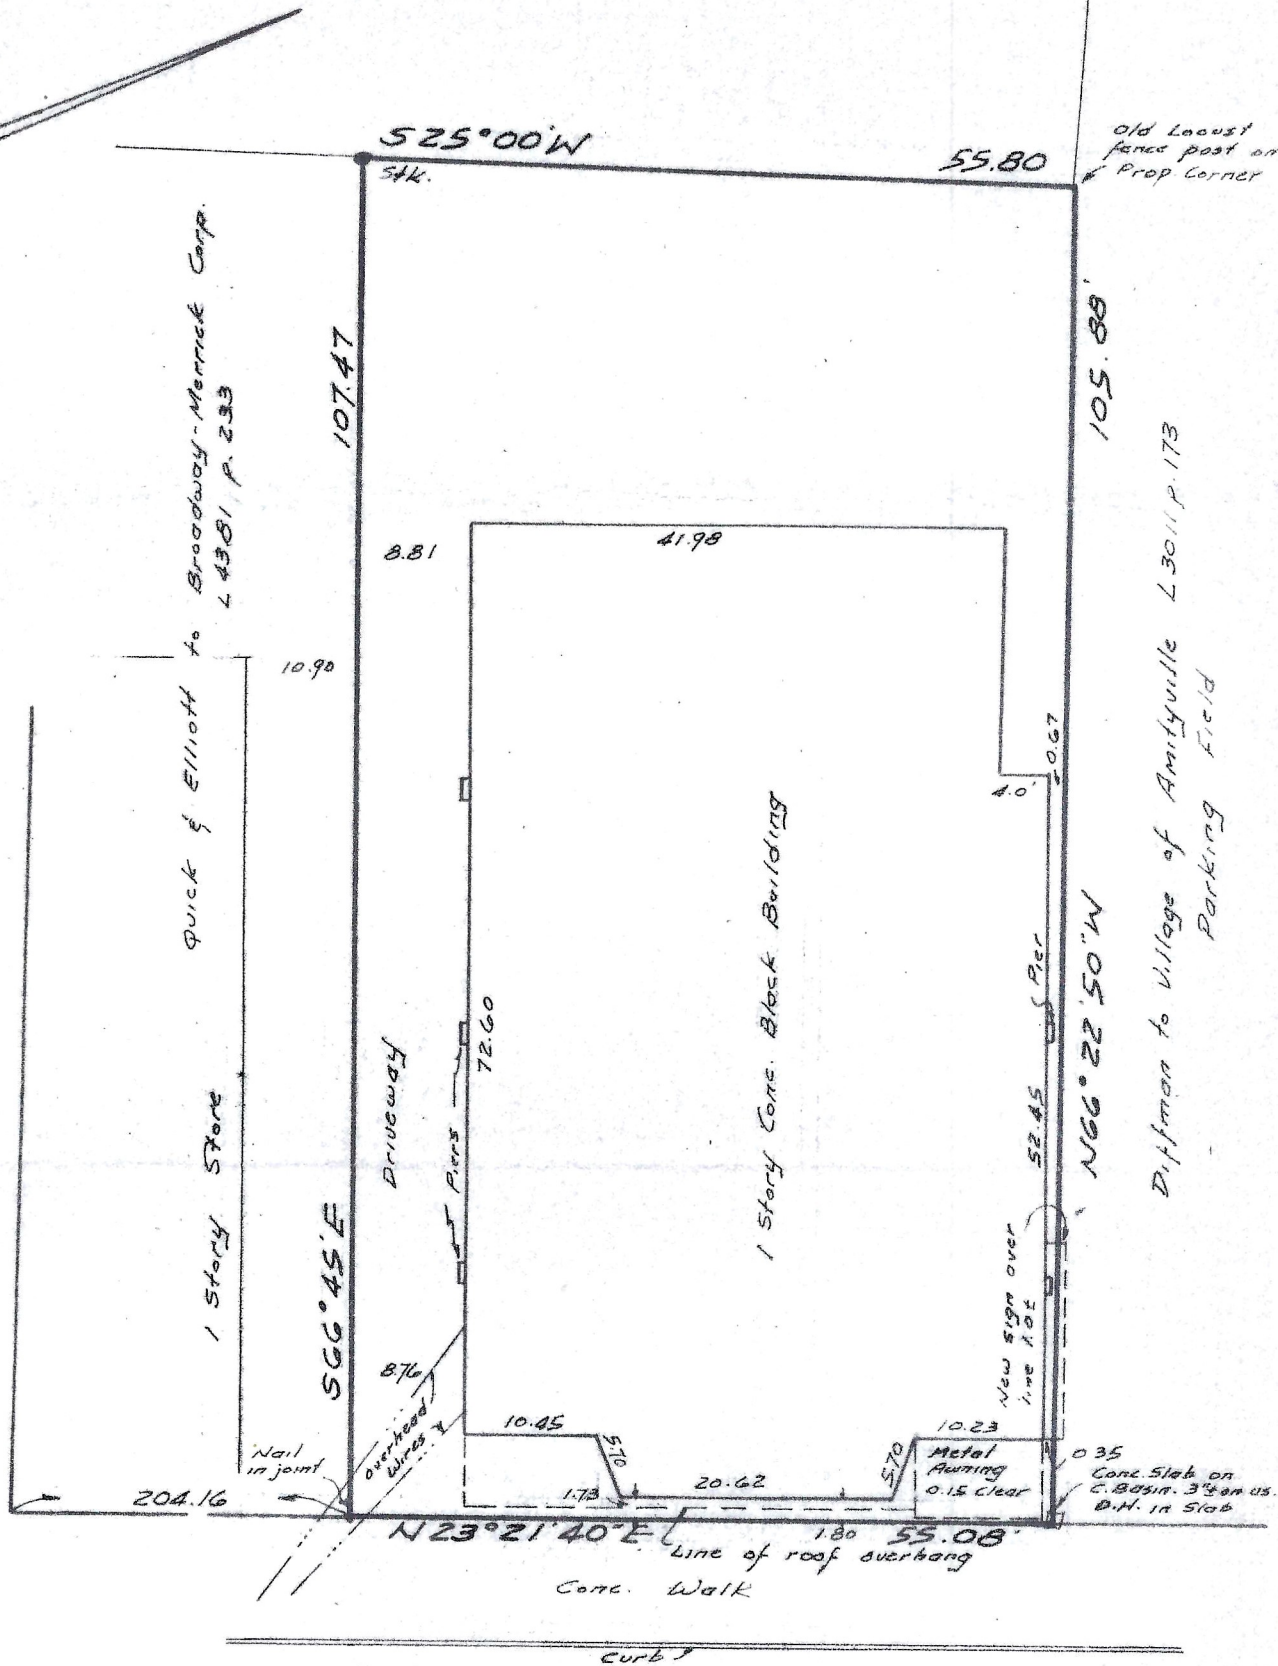 S25°00'W
55.80
Stk.
Old Locust
fence post on
Prop. Corner
107.47
105.88'
Quick & Elliott to Broadway-Merrick Corp.
L 4381, p. 233
8.81
41.98
10.90
0.67
4.0'
Diffman to Village of Amityville L 3011 p. 173
Parking Field
72.60
1 Story Conc. Block Building
Pier
52.45
N66°22'50"W
Driveway
Piers
1 Story Store
S66°45'E
New sign over
line 1.0±
8.76
overhead
wires
10.45
5.70
20.62
5.70
10.23
Metal
Awning
0.15 Clear
0.35
Conc. Slab on
C. Basin.
D.H. in Slab
Nail
in joint
204.16
1.73
N23°21'40"E
1.80
55.08'
Line of roof overhang
Conc. Walk
Curb